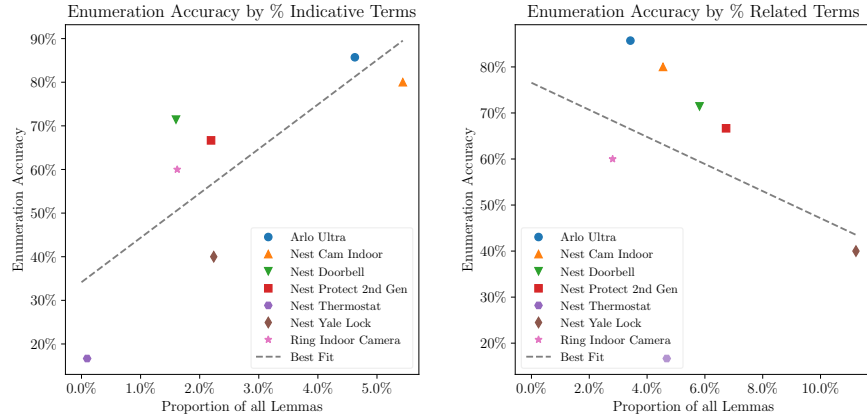 Enumeration Accuracy by % Indicative Terms
90%
80%
70%
60%
50%
40%
30%
20%
Enumeration Accuracy
Arlo Ultra
Nest Cam Indoor
Nest Doorbell
Nest Protect 2nd Gen
Nest Thermostat
Nest Yale Lock
Ring Indoor Camera
Best Fit
0.0% 1.0% 2.0% 3.0% 4.0% 5.0%
Proportion of all Lemmas
Enumeration Accuracy by % Related Terms
80%
70%
60%
50%
40%
30%
20%
Enumeration Accuracy
Arlo Ultra
Nest Cam Indoor
Nest Doorbell
Nest Protect 2nd Gen
Nest Thermostat
Nest Yale Lock
Ring Indoor Camera
Best Fit
0.0% 2.0% 4.0% 6.0% 8.0% 10.0%
Proportion of all Lemmas